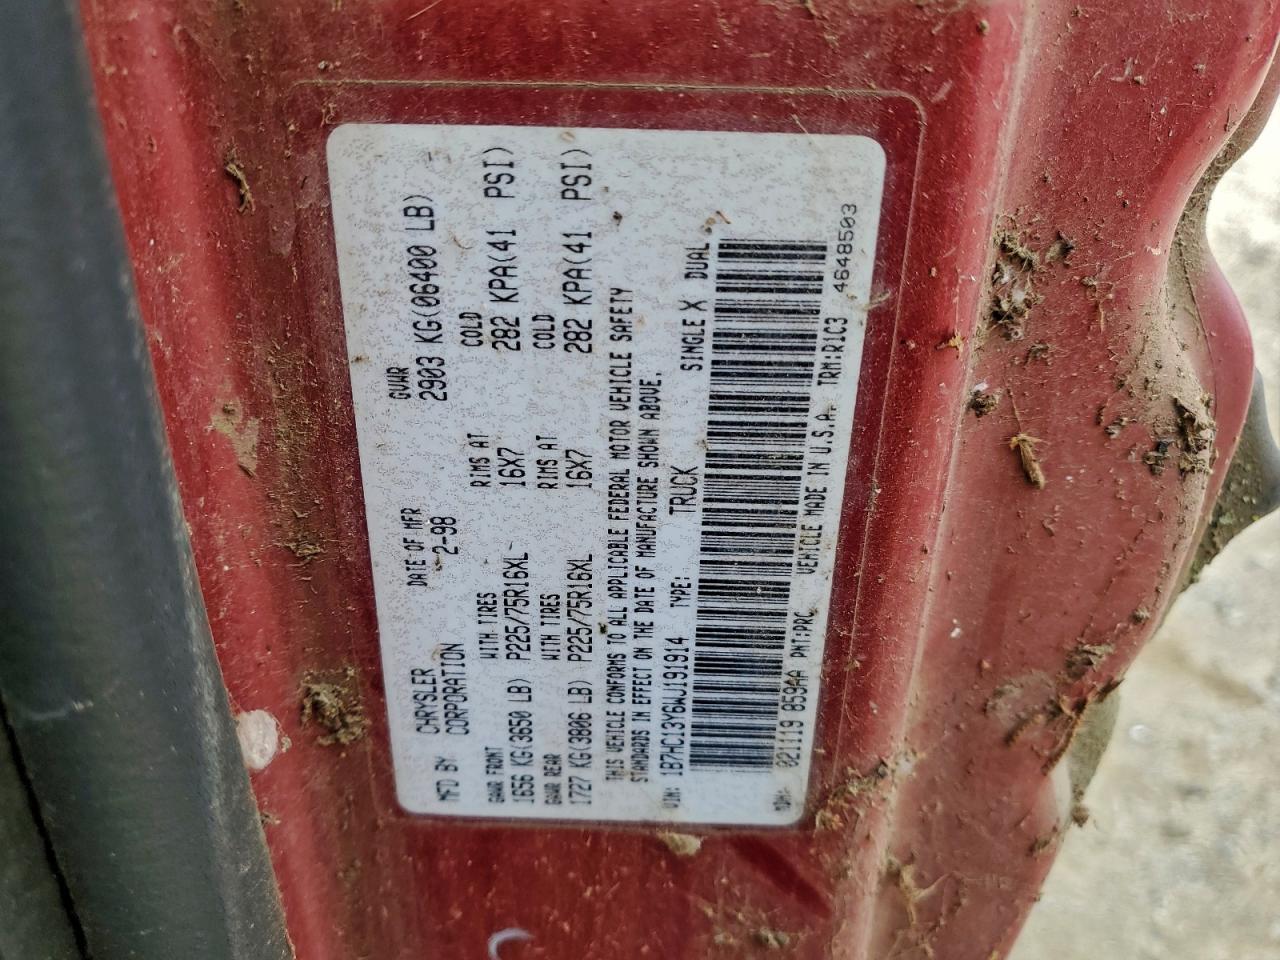 MFD BY CHRYSLER CORPORATION DATE OF MFR 2-98 GVWR 2903 KG(06400 LB)
GAWR FRONT WITH TIRES RIMS AT COLD
1656 KG(3650 LB) P225/75R16XL 16X7 282 KPA(41 PSI)
GAWR REAR WITH TIRES RIMS AT COLD
1727 KG(3806 LB) P225/75R16XL 16X7 282 KPA(41 PSI)
THIS VEHICLE CONFORMS TO ALL APPLICABLE FEDERAL MOTOR VEHICLE SAFETY
STANDARDS IN EFFECT ON THE DATE OF MANUFACTURE SHOWN ABOVE.
VIN: 1B7HC13Y6WJ191914 TYPE: TRUCK SINGLE X DUAL
MDH: 021119 859AA PNT:PRC VEHICLE MADE IN U.S.A. TRM:R1C3 4648503